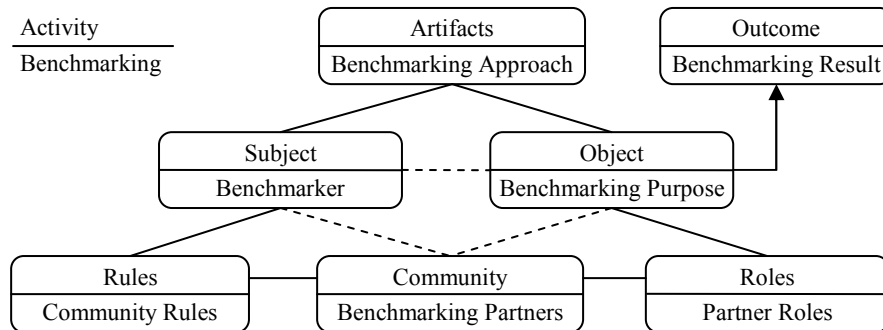 Activity
Benchmarking
Artifacts
Benchmarking Approach
Outcome
Benchmarking Result
Subject
Benchmarker
Object
Benchmarking Purpose
Rules
Community Rules
Community
Benchmarking Partners
Roles
Partner Roles